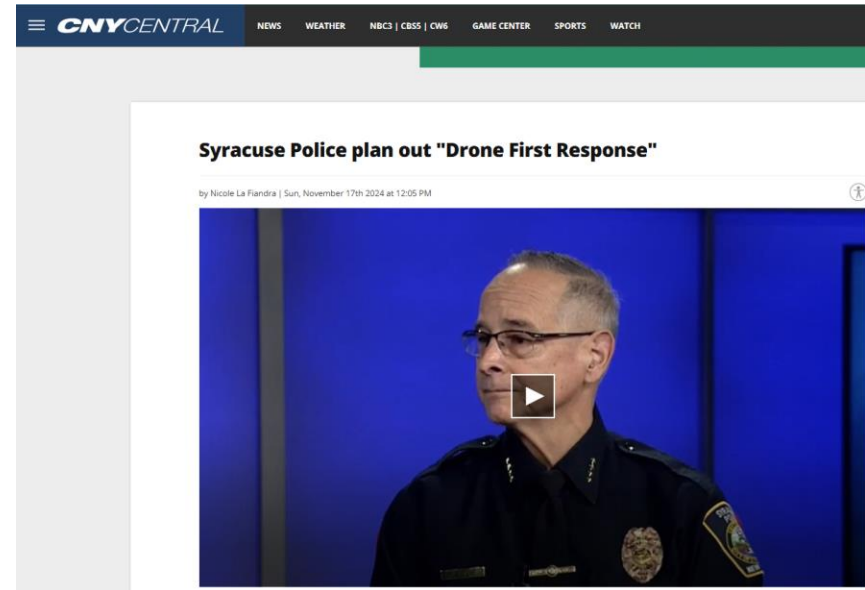 CNYCENTRAL
NEWS WEATHER NBC3 | CBS5 | CW6 GAME CENTER SPORTS WATCH
Syracuse Police plan out "Drone First Response"
by Nicole La Fiandra | Sun, November 17th 2024 at 12:05 PM